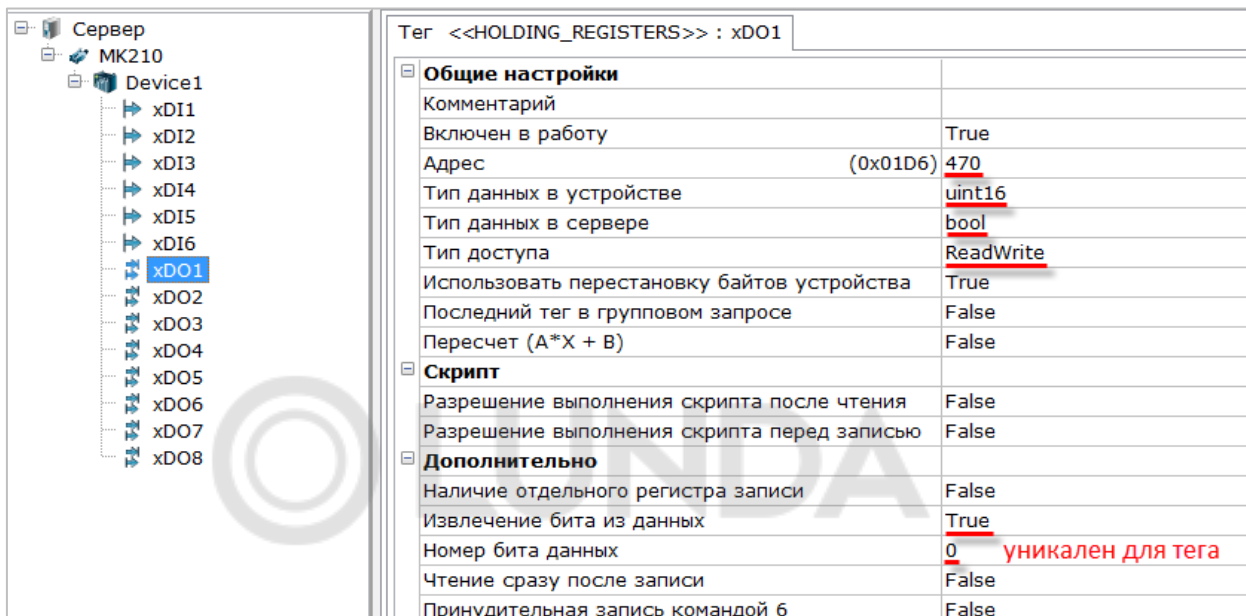 Сервер
MK210
Device1
xDI1
xDI2
xDI3
xDI4
xDI5
xDI6
xDO1
xDO2
xDO3
xDO4
xDO5
xDO6
xDO7
xDO8
Тег <<HOLDING_REGISTERS>> : xDO1
Общие настройки
Комментарий
Включен в работу True
Адрес (0x01D6) 470
Тип данных в устройстве uint16
Тип данных в сервере bool
Тип доступа ReadWrite
Использовать перестановку байтов устройства True
Последний тег в групповом запросе False
Пересчет (A*X + B) False
Скрипт
Разрешение выполнения скрипта после чтения False
Разрешение выполнения скрипта перед записью False
Дополнительно
Наличие отдельного регистра записи False
Извлечение бита из данных True
Номер бита данных 0 уникален для тега
Чтение сразу после записи False
Принудительная запись командой 6 False
LUNDA